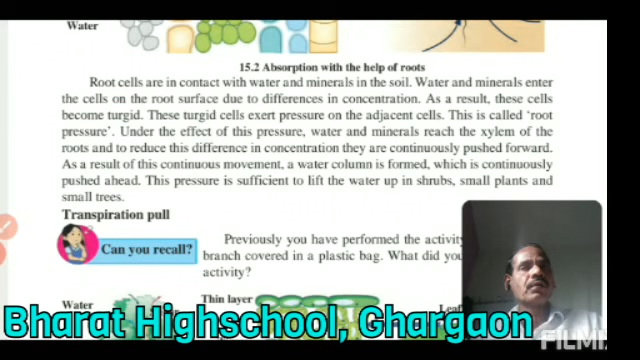 Water
15.2 Absorption with the help of roots
Root cells are in contact with water and minerals in the soil. Water and minerals enter
the cells on the root surface due to differences in concentration. As a result, these cells
become turgid. These turgid cells exert pressure on the adjacent cells. This is called ‘root
pressure’. Under the effect of this pressure, water and minerals reach the xylem of the
roots and to reduce this difference in concentration they are continuously pushed forward.
As a result of this continuous movement, a water column is formed, which is continuously
pushed ahead. This pressure is sufficient to lift the water up in shrubs, small plants and
small trees.
Transpiration pull
Can you recall?
Previously you have performed the activity
branch covered in a plastic bag. What did you
activity?
Water
Thin layer
Leaf
Bharat Highschool, Ghargaon